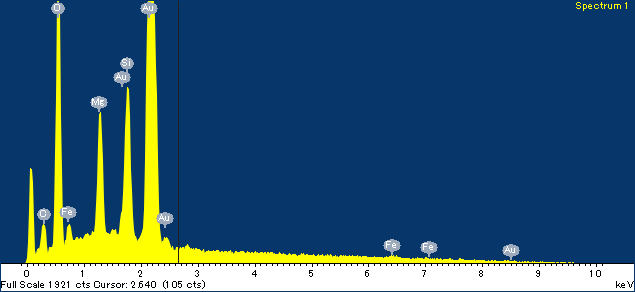 Spectrum 1
O Au
Si
Au
Mg
O Fe Au
Fe Fe Au
0 1 2 3 4 5 6 7 8 9 10
Full Scale 1921 cts Cursor: 2.640 (105 cts) keV